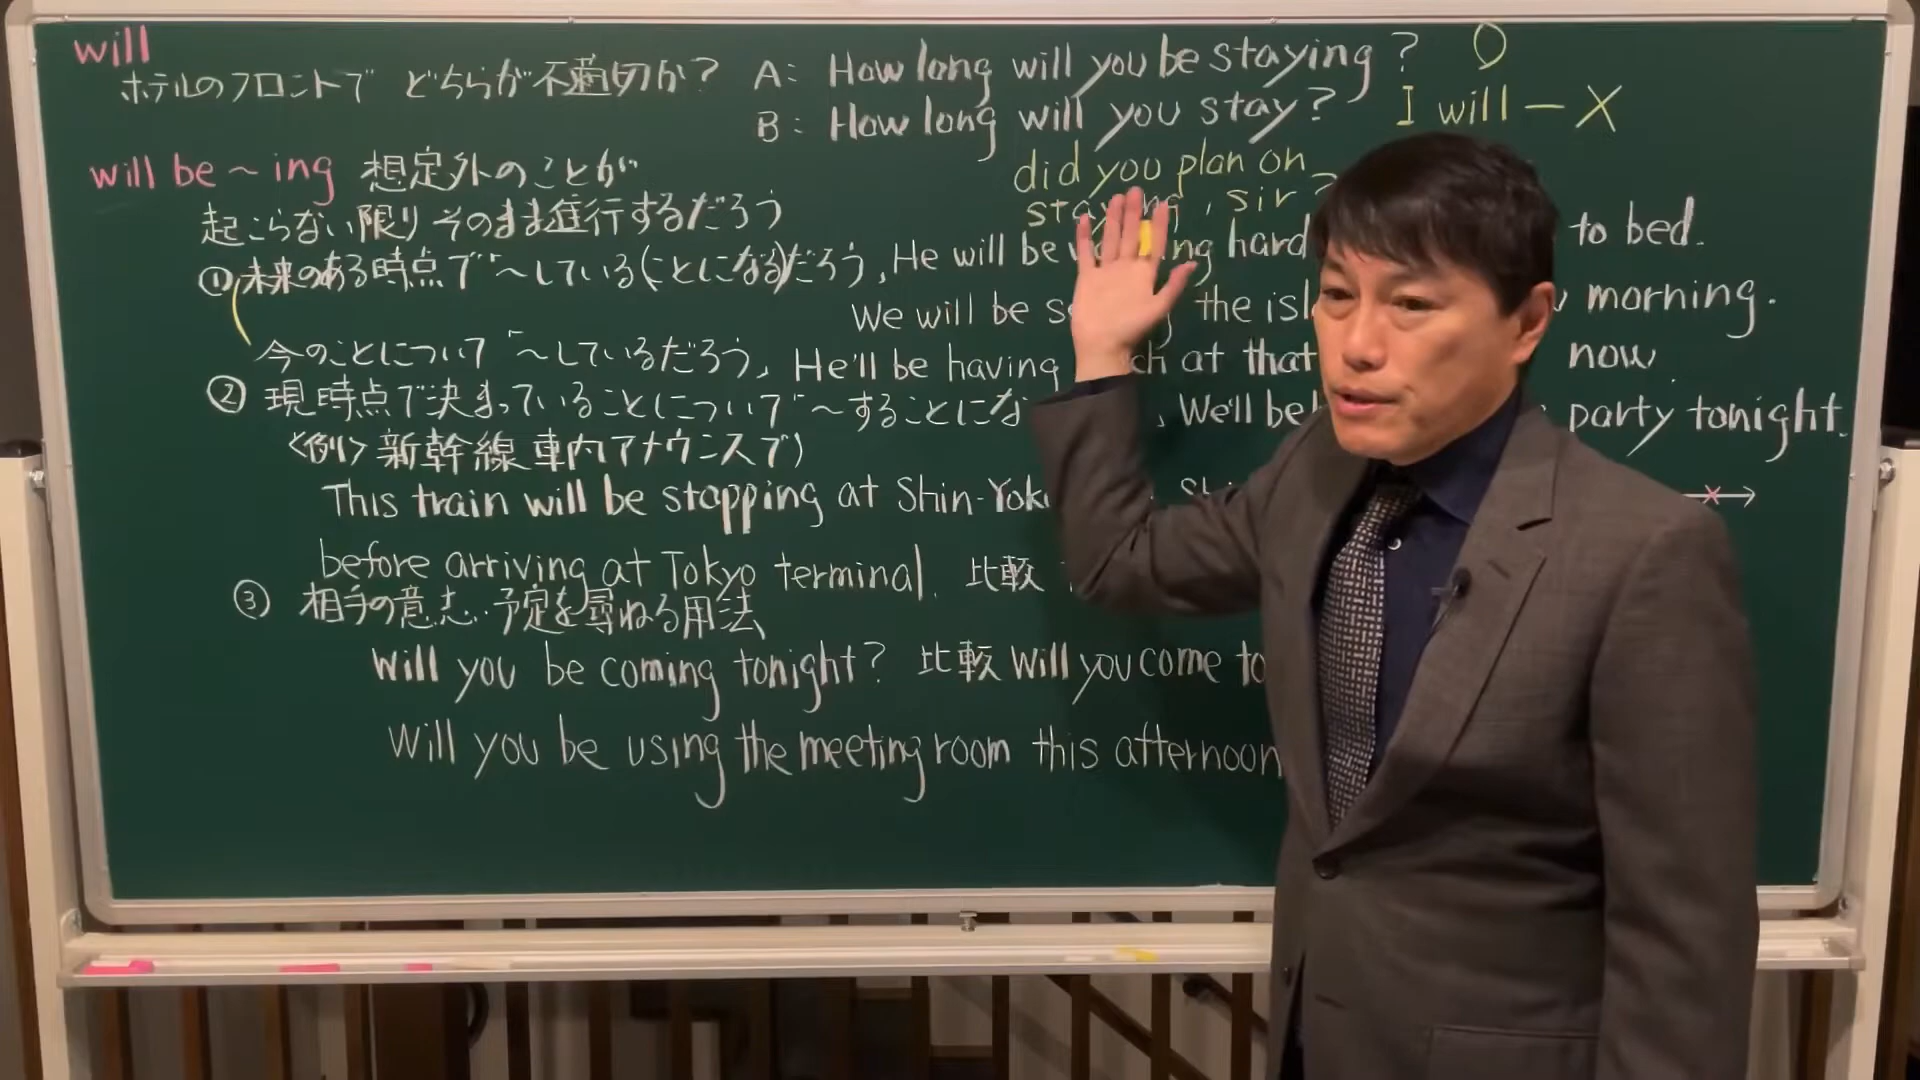 will
ホテルのフロントで どちらが不適切か? A: How long will you be staying? O
B: How long will you stay? I will — X
did you plan on
staying, sir?
will be ~ ing 想定外のことが
起こらない限り そのまま進行するだろう
① 未来のある時点で「~している(ことになる)だろう」, He will be hard to bed.
We will be the morning.
今のことについて「~しているだろう」, He'll be having at that now.
② 現時点で決まっていることについて「~することにな , We'll be party tonight.
<例> 新幹線車内アナウンスで)
This train will be stopping at Shin-
before arriving at Tokyo terminal. 比較
③ 相手の意志・予定を尋ねる用法
Will you be coming tonight? 比較 Will you come
Will you be using the meeting room this afternoon